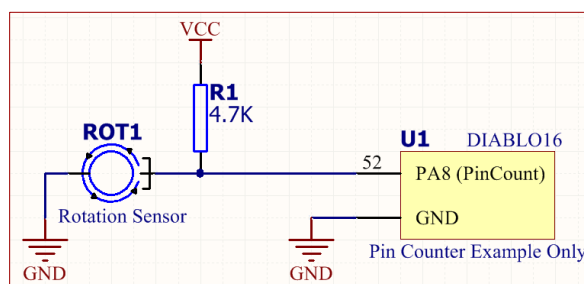 VCC
R1
4.7K
ROT1
U1
DIABLO16
52
PA8 (PinCount)
Rotation Sensor
GND
Pin Counter Example Only
GND
GND